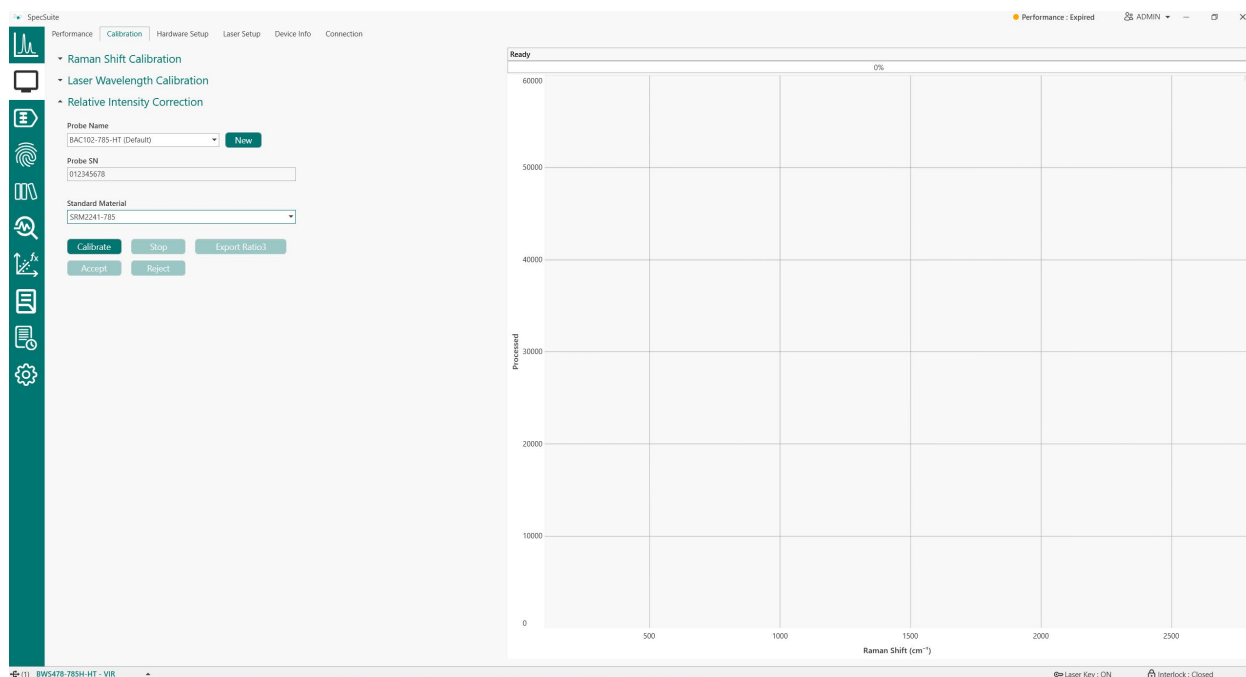 SpecSuite
Performance : Expired
ADMIN
Performance
Calibration
Hardware Setup
Laser Setup
Device Info
Connection
Raman Shift Calibration
Laser Wavelength Calibration
Relative Intensity Correction
Probe Name
BAC102-785-HT (Default)
New
Probe SN
012345678
Standard Material
SRM2241-785
Calibrate
Stop
Export Ratio3
Accept
Reject
Ready
0%
60000
50000
40000
30000
20000
10000
0
Processed
500
1000
1500
2000
2500
Raman Shift (cm⁻¹)
fx
(1) BWS478-785H-HT - VIR
Laser Key : ON
Interlock : Closed